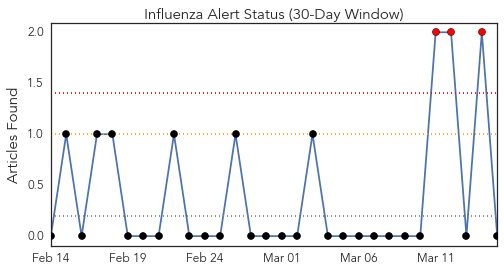 Influenza Alert Status (30-Day Window)
Articles Found
2.0
1.5
1.0
0.5
0.0
Feb 14 Feb 19 Feb 24 Mar 01 Mar 06 Mar 11